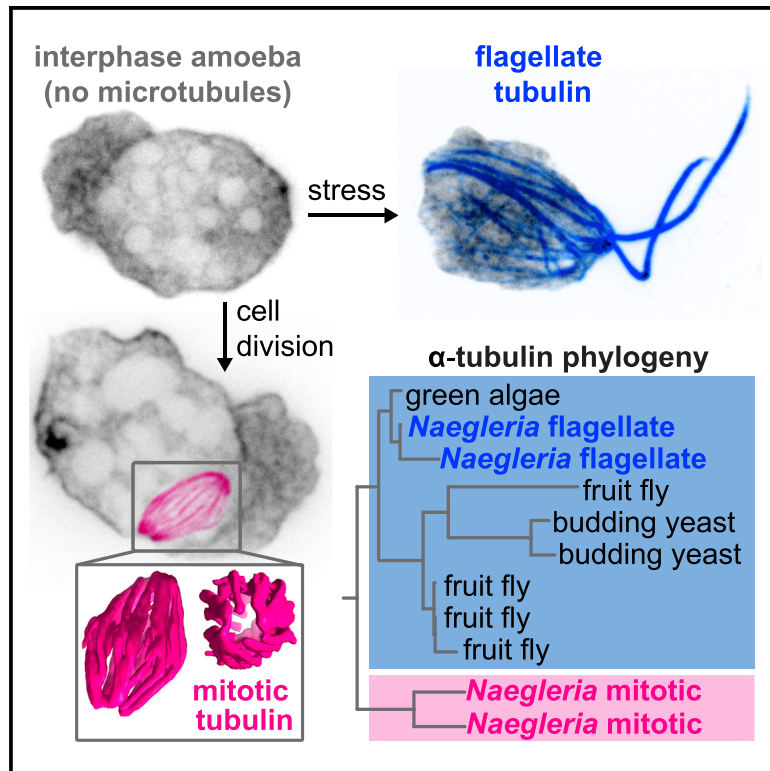 interphase amoeba
(no microtubules)
flagellate
tubulin
stress
cell
division
mitotic
tubulin
α-tubulin phylogeny
green algae
Naegleria flagellate
Naegleria flagellate
fruit fly
budding yeast
budding yeast
fruit fly
fruit fly
fruit fly
Naegleria mitotic
Naegleria mitotic